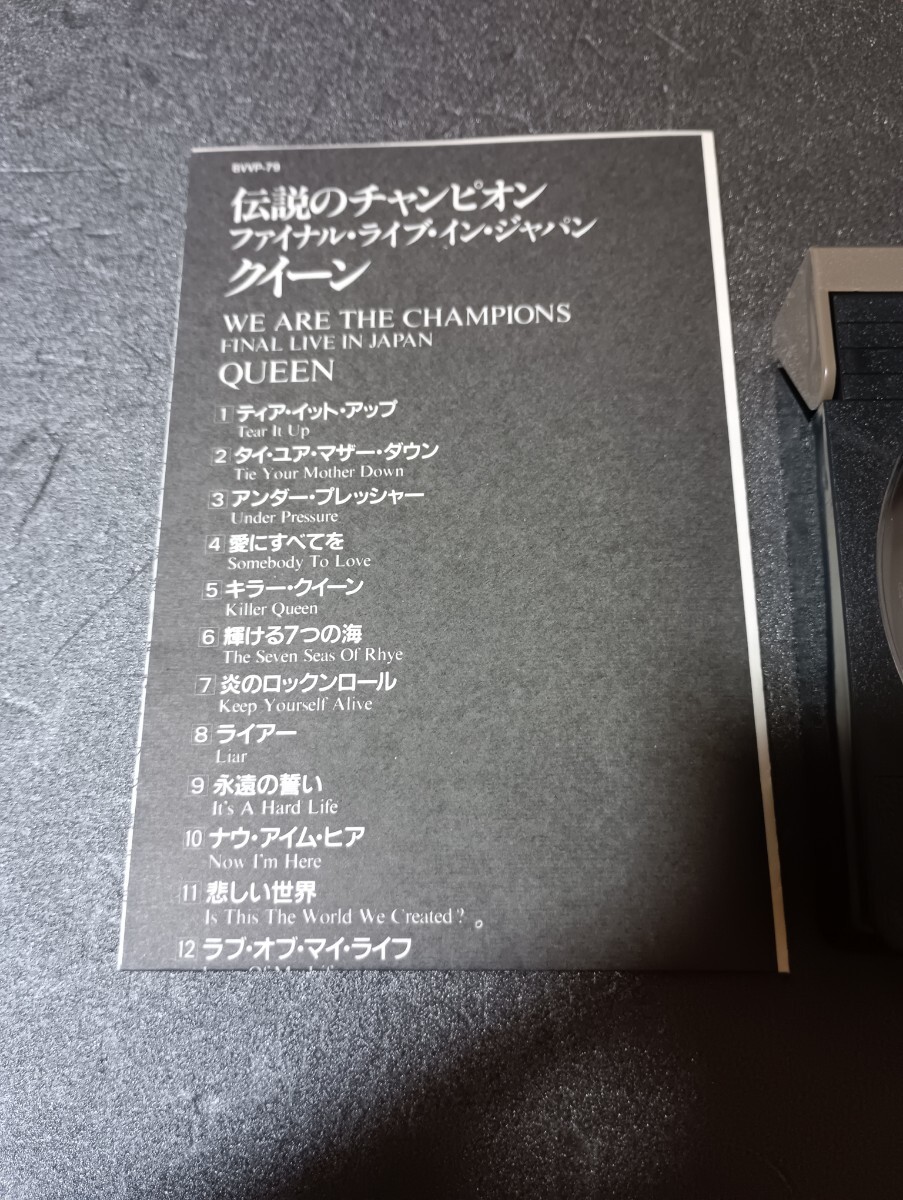 BVVP-79
伝説のチャンピオン
ファイナル・ライブ・イン・ジャパン
クイーン
WE ARE THE CHAMPIONS
FINAL LIVE IN JAPAN
QUEEN
1 ティア・イット・アップ
Tear It Up
2 タイ・ユア・マザー・ダウン
Tie Your Mother Down
3 アンダー・プレッシャー
Under Pressure
4 愛にすべてを
Somebody To Love
5 キラー・クイーン
Killer Queen
6 輝ける7つの海
The Seven Seas Of Rhye
7 炎のロックンロール
Keep Yourself Alive
8 ライアー
Liar
9 永遠の誓い
It's A Hard Life
10 ナウ・アイム・ヒア
Now I'm Here
11 悲しい世界
Is This The World We Created?
12 ラブ・オブ・マイ・ライフ